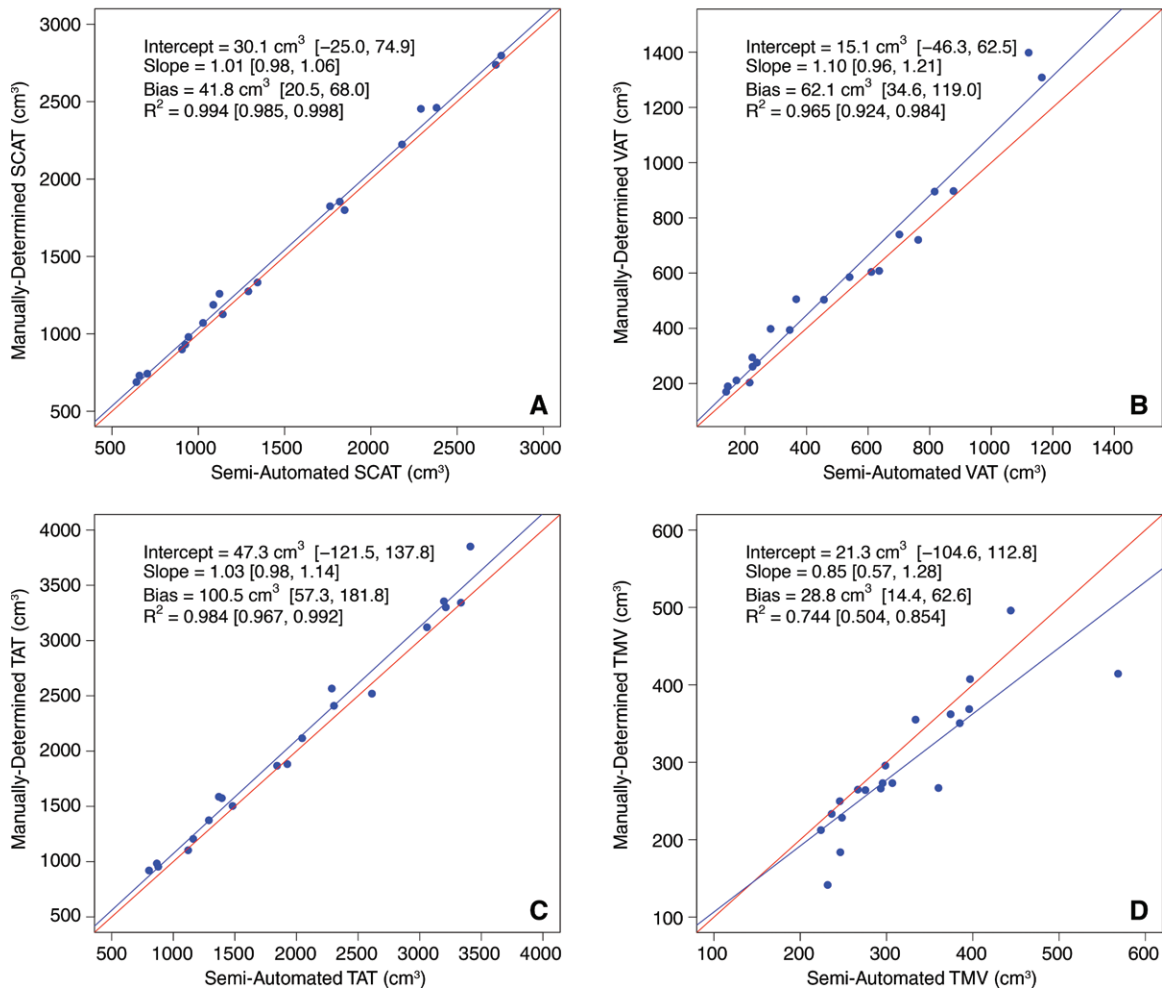 Manually-Determined SCAT (cm³)
3000
2500
2000
1500
1000
500
Intercept = 30.1 cm³ [−25.0, 74.9]
Slope = 1.01 [0.98, 1.06]
Bias = 41.8 cm³ [20.5, 68.0]
R² = 0.994 [0.985, 0.998]
A
500 1000 1500 2000 2500 3000
Semi-Automated SCAT (cm³)
Manually-Determined VAT (cm³)
1400
1200
1000
800
600
400
200
Intercept = 15.1 cm³ [−46.3, 62.5]
Slope = 1.10 [0.96, 1.21]
Bias = 62.1 cm³ [34.6, 119.0]
R² = 0.965 [0.924, 0.984]
B
200 400 600 800 1000 1200 1400
Semi-Automated VAT (cm³)
Manually-Determined TAT (cm³)
4000
3500
3000
2500
2000
1500
1000
500
Intercept = 47.3 cm³ [−121.5, 137.8]
Slope = 1.03 [0.98, 1.14]
Bias = 100.5 cm³ [57.3, 181.8]
R² = 0.984 [0.967, 0.992]
C
500 1000 1500 2000 2500 3000 3500 4000
Semi-Automated TAT (cm³)
Manually-Determined TMV (cm³)
600
500
400
300
200
100
Intercept = 21.3 cm³ [−104.6, 112.8]
Slope = 0.85 [0.57, 1.28]
Bias = 28.8 cm³ [14.4, 62.6]
R² = 0.744 [0.504, 0.854]
D
100 200 300 400 500 600
Semi-Automated TMV (cm³)